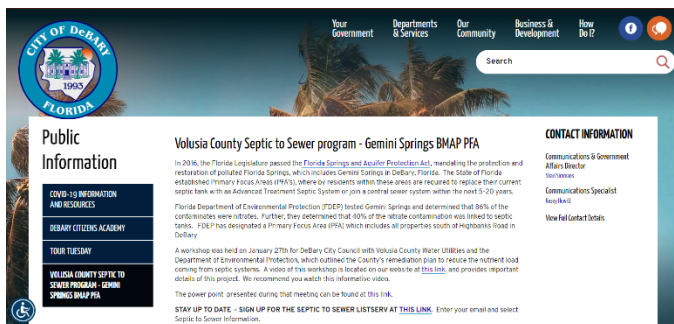 Your Government
Departments & Services
Our Community
Business & Development
How Do I?
CITY OF DEBARY
1993
FLORIDA
Search
Public
Information
COVID-19 INFORMATION
AND RESOURCES
DEBARY CITIZENS ACADEMY
TOUR TUESDAY
VOLUSIA COUNTY SEPTIC TO
SEWER PROGRAM - GEMINI
SPRINGS BMAP PFA
Volusia County Septic to Sewer program - Gemini Springs BMAP PFA
In 2016, the Florida Legislature passed the Florida Springs and Aquifer Protection Act, mandating the protection and
restoration of polluted Florida Springs, which includes Gemini Springs in DeBary, Florida. The State of Florida
established Primary Focus Areas (PFA's), where by residents within these areas are required to replace their current
septic tank with an Advanced Treatment Septic System or join a central sewer system within the next 5-20 years.
Florida Department of Environmental Protection (FDEP) tested Gemini Springs and determined that 86% of the
contaminates were nitrates. Further, they determined that 40% of the nitrate contamination was linked to septic
tanks. FDEP has designated a Primary Focus Area (PFA) which includes all properties south of Highbanks Road in
DeBary.
A workshop was held on January 27th for DeBary City Council with Volusia County Water Utilities and the
Department of Environmental Protection, which outlined the County's remediation plan to reduce the nutrient load
coming from septic systems. A video of this workshop is located on our website at this link, and provides important
details of this project. We recommend you watch this informative video.
The power point presented during that meeting can be found at this link.
STAY UP TO DATE - SIGN UP FOR THE SEPTIC TO SEWER LISTSERV AT THIS LINK. Enter your email and select
Septic to Sewer Information.
CONTACT INFORMATION
Communications & Government
Affairs Director
Communications Specialist
View Full Contact Details